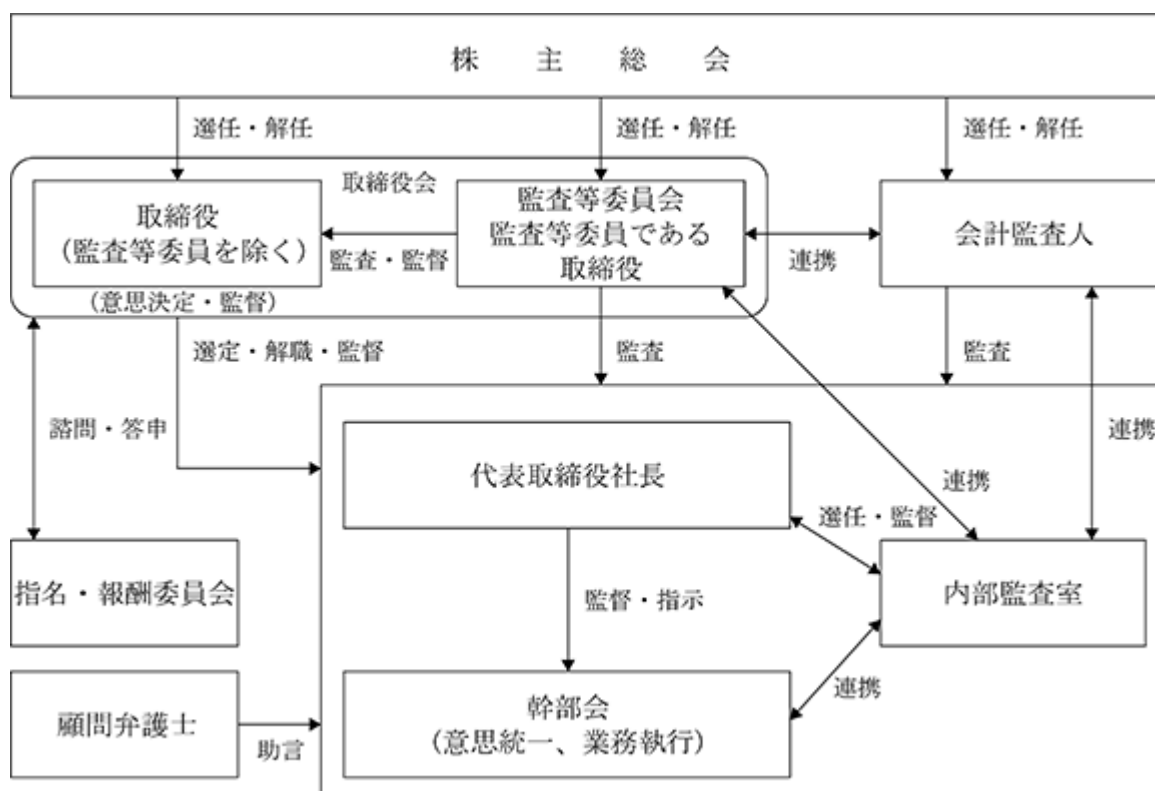 株主総会
選任・解任
選任・解任
選任・解任
取締役会
取締役
(監査等委員を除く)
監査・監督
監査等委員会
監査等委員である
取締役
連携
会計監査人
(意思決定・監督)
選定・解職・監督
監査
監査
諮問・答申
代表取締役社長
連携
連携
選任・監督
指名・報酬委員会
監督・指示
内部監査室
顧問弁護士
助言
幹部会
(意思統一、業務執行)
連携